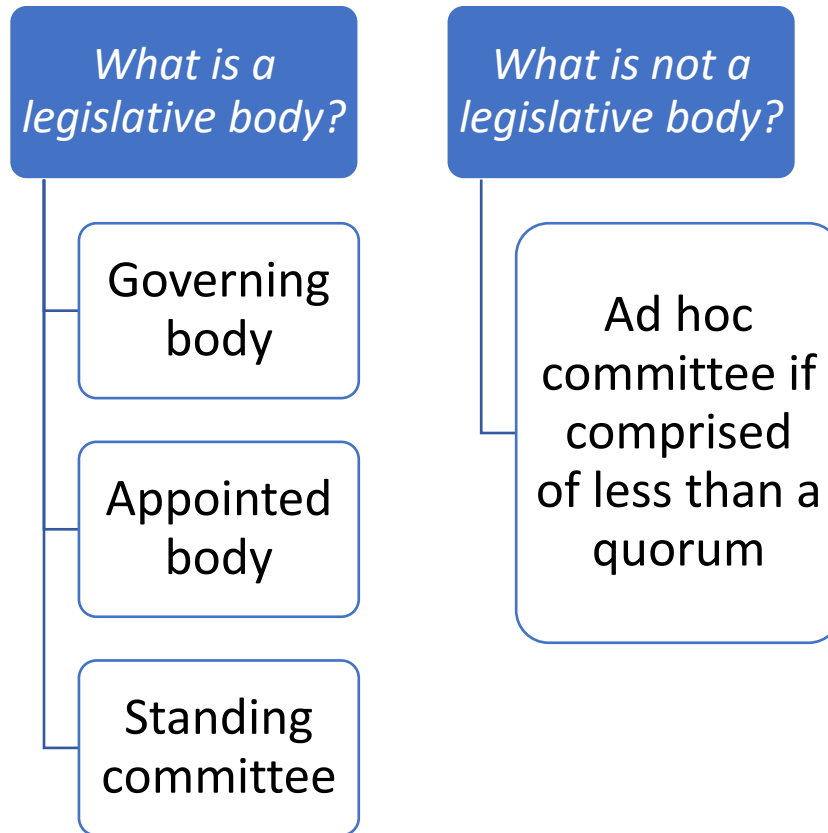 What is a
legislative body?
Governing
body
Appointed
body
Standing
committee
What is not a
legislative body?
Ad hoc
committee if
comprised
of less than a
quorum